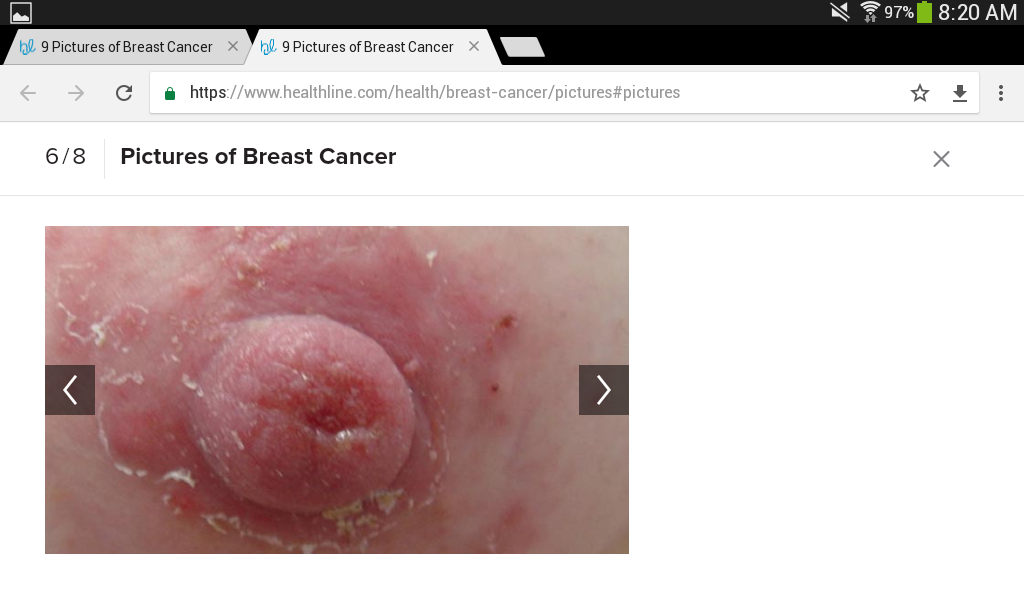 97% 8:20 AM
9 Pictures of Breast Cancer 9 Pictures of Breast Cancer
https://www.healthline.com/health/breast-cancer/pictures#pictures
6/8 Pictures of Breast Cancer